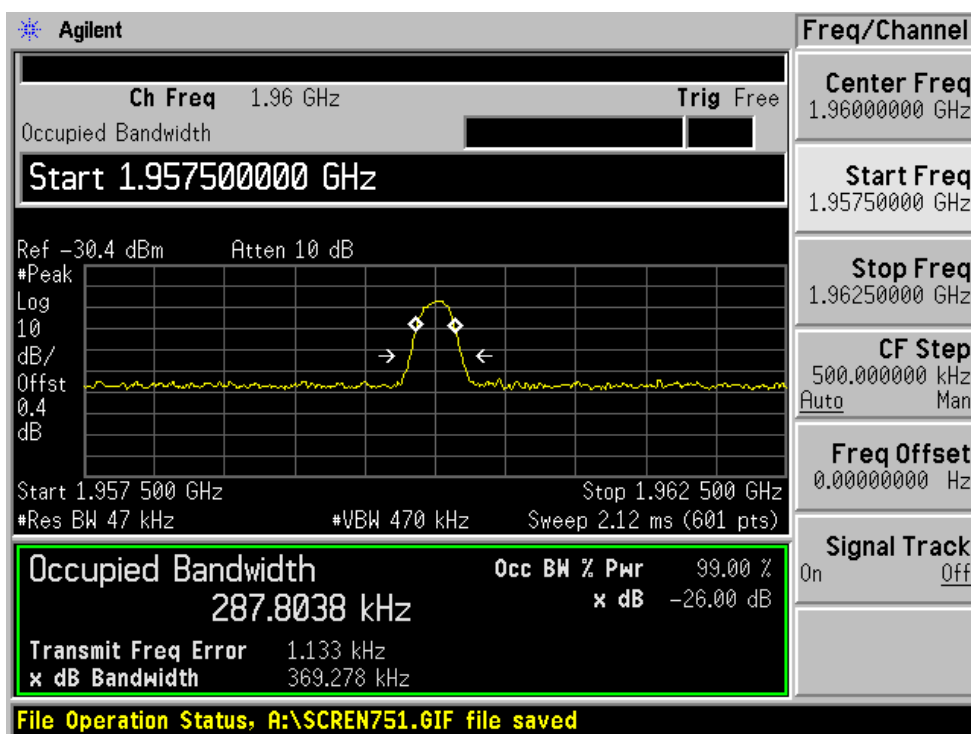 Agilent
Freq/Channel
Ch Freq 1.96 GHz Trig Free
Occupied Bandwidth
Start 1.957500000 GHz
Ref -30.4 dBm Atten 10 dB
#Peak
Log
10
dB/
Offst
0.4
dB
Start 1.957 500 GHz Stop 1.962 500 GHz
#Res BW 47 kHz #VBW 470 kHz Sweep 2.12 ms (601 pts)
Occupied Bandwidth
287.8038 kHz
Occ BW % Pwr 99.00 %
x dB -26.00 dB
Transmit Freq Error 1.133 kHz
x dB Bandwidth 369.278 kHz
Center Freq
1.96000000 GHz
Start Freq
1.95750000 GHz
Stop Freq
1.96250000 GHz
CF Step
500.000000 kHz
Auto Man
Freq Offset
0.00000000 Hz
Signal Track
On Off
File Operation Status, A:\SCREN751.GIF file saved